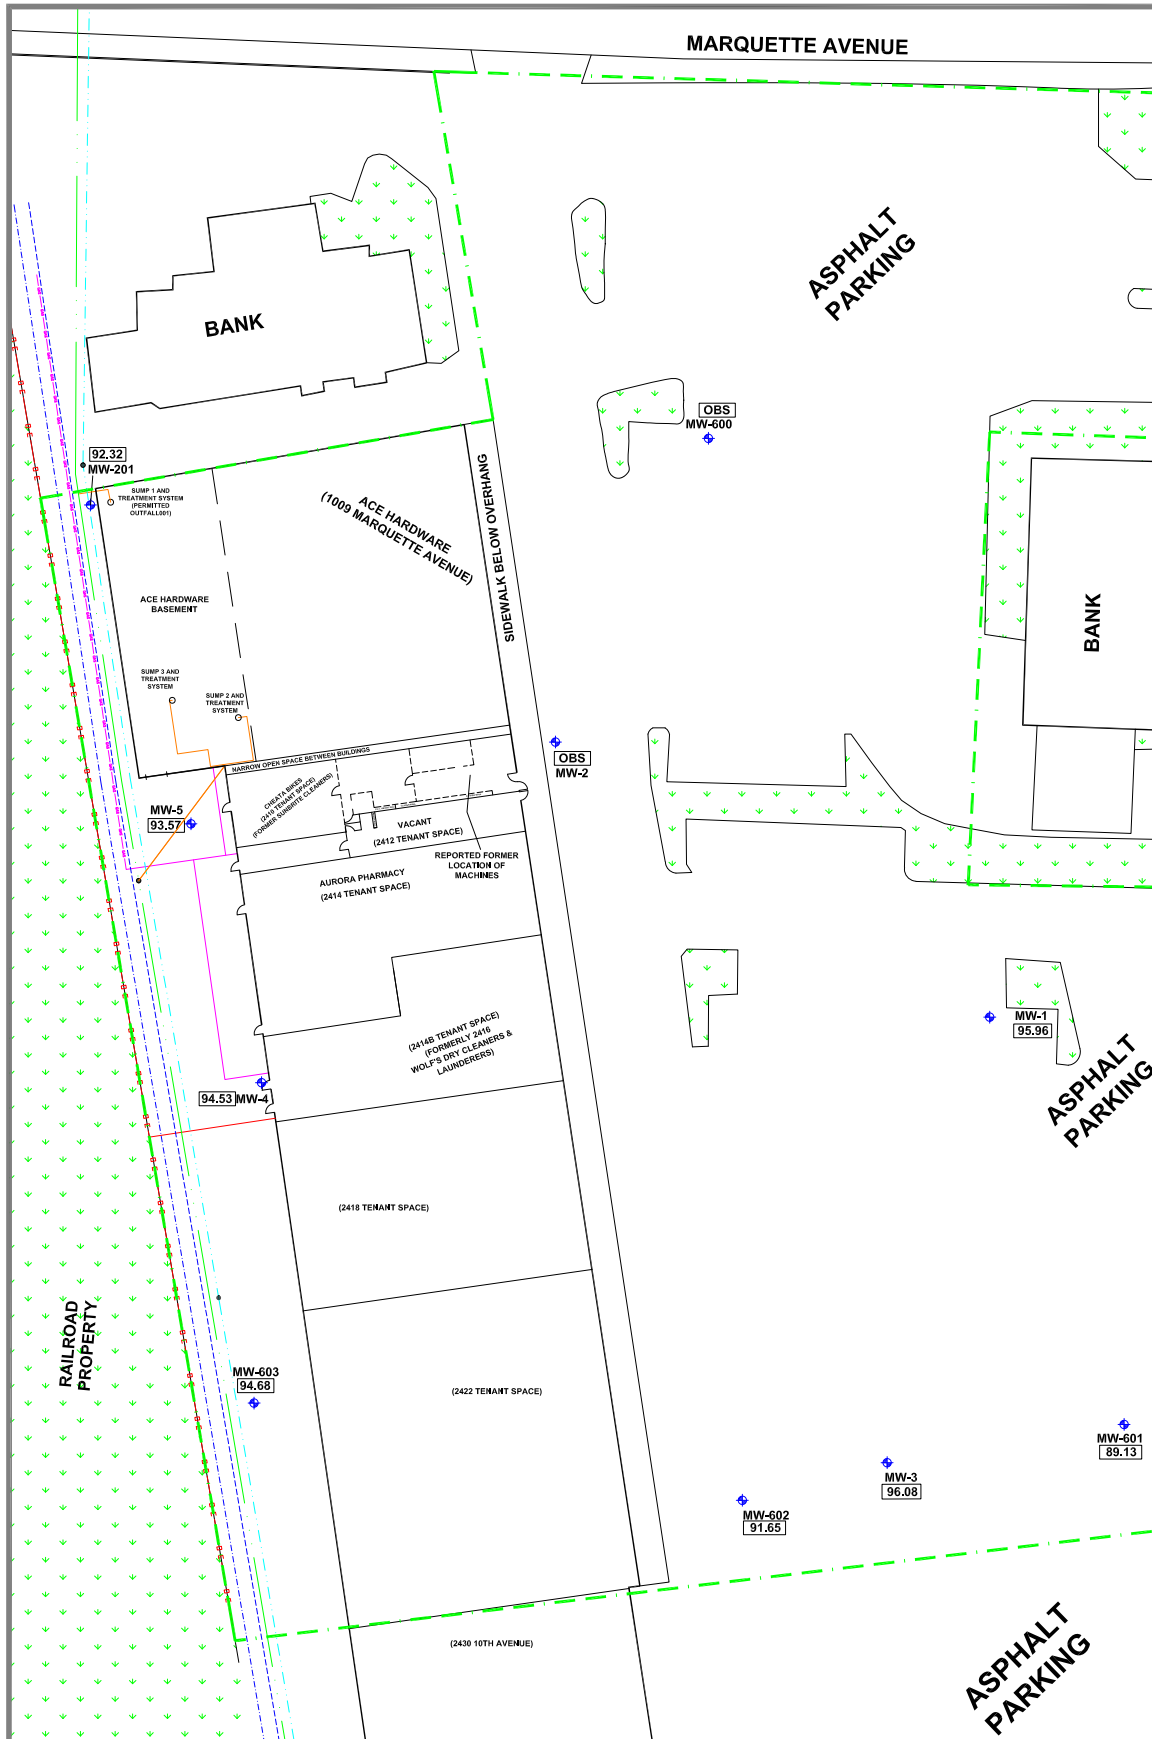 MARQUETTE AVENUE
ASPHALT
PARKING
BANK
OBS
MW-600
92.32
MW-201
SUMP 1 AND
TREATMENT SYSTEM
(PERMITTED
OUTFALL001)
ACE HARDWARE
(1009 MARQUETTE AVENUE)
SIDEWALK BELOW OVERHANG
ACE HARDWARE
BASEMENT
BANK
SUMP 3 AND
TREATMENT
SYSTEM
SUMP 2 AND
TREATMENT
SYSTEM
NARROW OPEN SPACE BETWEEN BUILDINGS
OBS
MW-2
CHEATA BIKES
(2410 TENANT SPACE)
(FORMER SUNBRITE CLEANERS)
MW-5
93.57
VACANT
(2412 TENANT SPACE)
REPORTED FORMER
LOCATION OF
MACHINES
AURORA PHARMACY
(2414 TENANT SPACE)
(2414B TENANT SPACE)
(FORMERLY 2416
WOLF'S DRY CLEANERS &
LAUNDERERS)
MW-1
95.96
ASPHALT
PARKING
94.53 MW-4
(2418 TENANT SPACE)
RAILROAD
PROPERTY
MW-603
94.68
(2422 TENANT SPACE)
MW-601
89.13
MW-3
96.08
MW-602
91.65
(2430 10TH AVENUE)
ASPHALT
PARKING